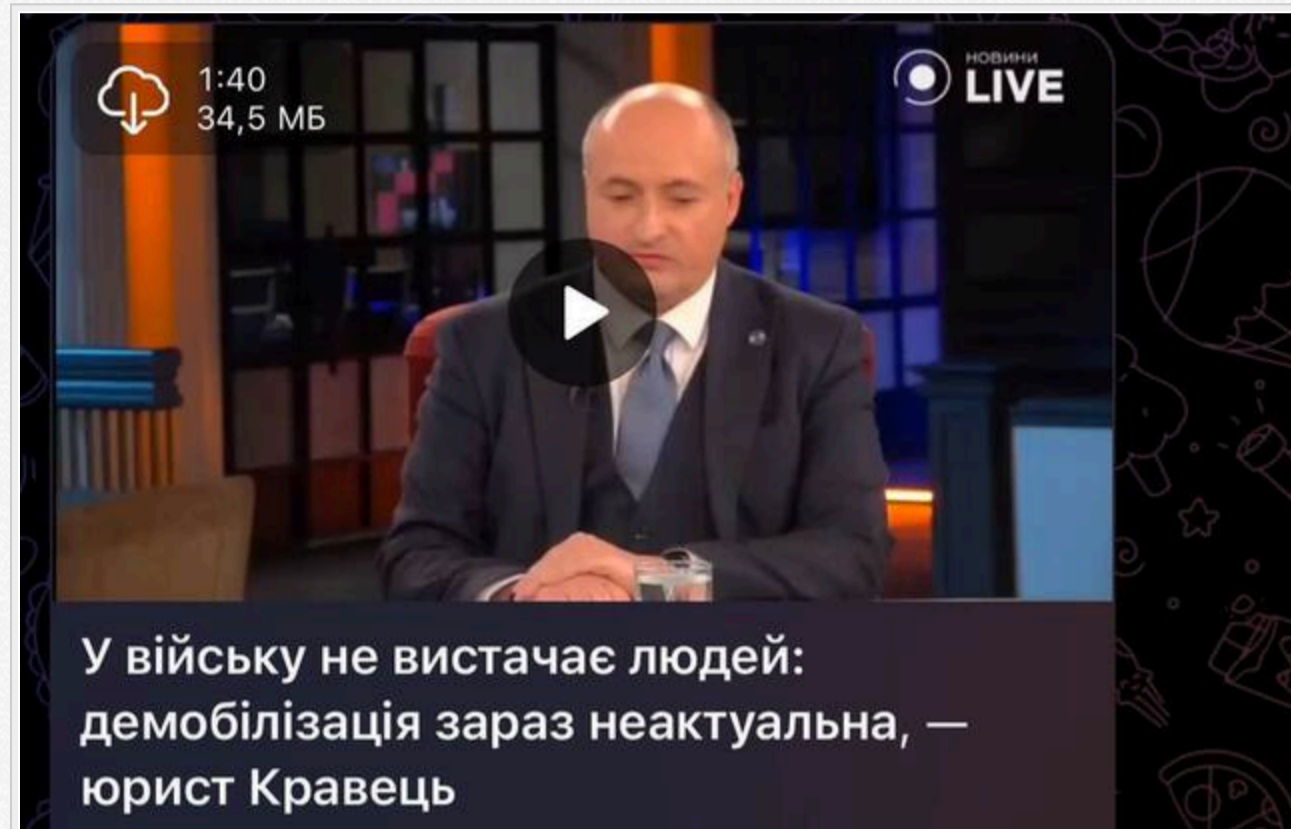 1:40
34,5 МБ
НОВИНИ
LIVE
У війську не вистачає людей:
демобілізація зараз неактуальна, —
юрист Кравець